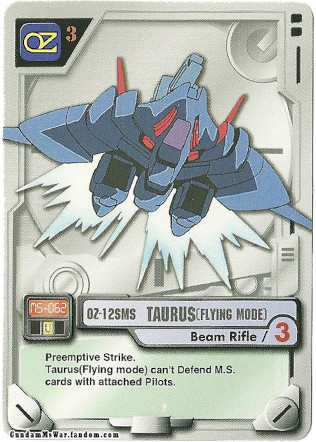 OZ 3
MS-062
U
OZ-12SMS TAURUS(FLYING MODE)
Beam Rifle / 3
Preemptive Strike.
Taurus(Flying mode) can't Defend M.S.
cards with attached Pilots.
GundamMsWar.fandom.com